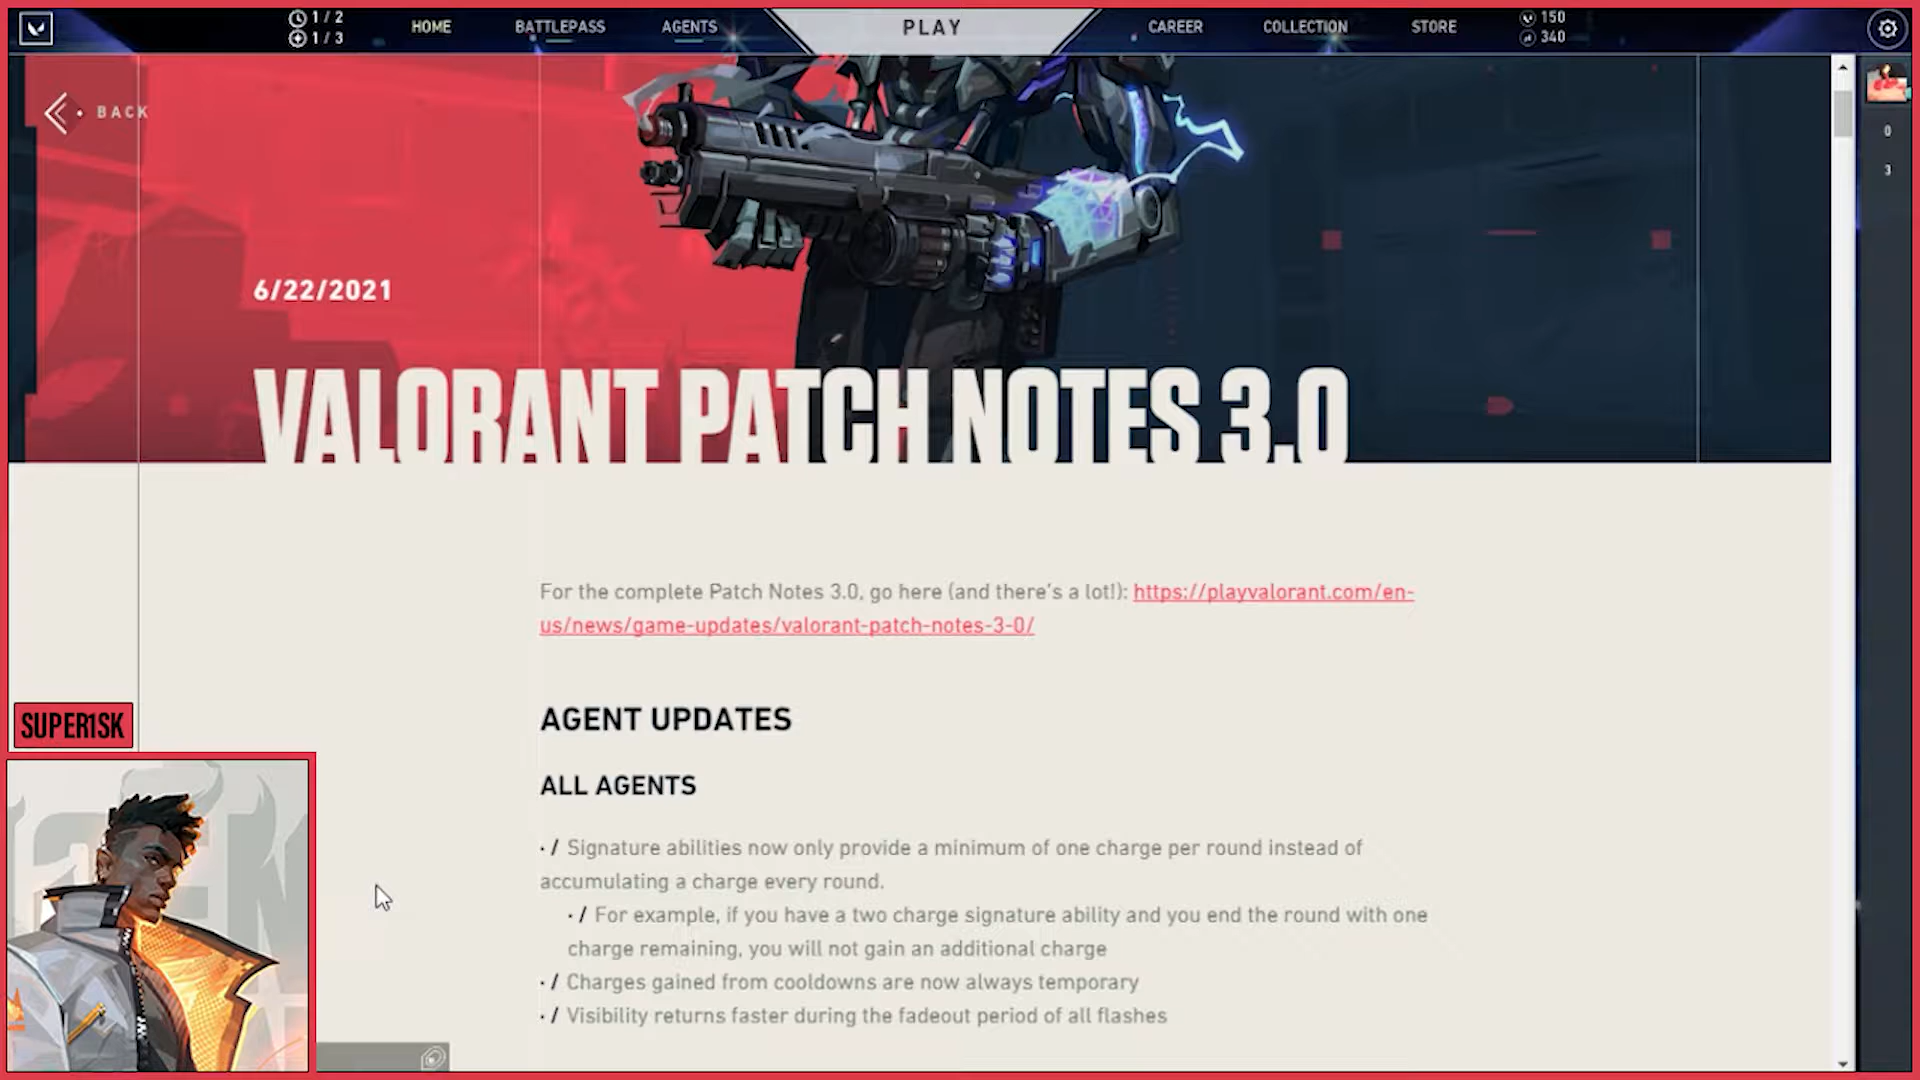 1 / 2
1 / 3
HOME
BATTLEPASS
AGENTS
PLAY
CAREER
COLLECTION
STORE
150
340
BACK
0
3
6/22/2021
VALORANT PATCH NOTES 3.0
For the complete Patch Notes 3.0, go here (and there's a lot!): https://playvalorant.com/en-
us/news/game-updates/valorant-patch-notes-3-0/
AGENT UPDATES
ALL AGENTS
· / Signature abilities now only provide a minimum of one charge per round instead of
accumulating a charge every round.
· / For example, if you have a two charge signature ability and you end the round with one
charge remaining, you will not gain an additional charge
· / Charges gained from cooldowns are now always temporary
· / Visibility returns faster during the fadeout period of all flashes
SUPER1SK